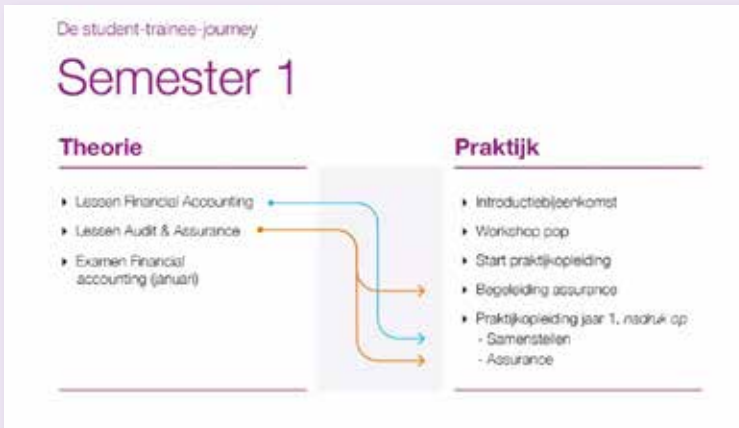 De student-trainee-journey
Semester 1
Theorie
Lessen Financial Accounting
Lessen Audit & Assurance
Examen Financial
accounting (januari)
Praktijk
Introductiebijeenkomst
Workshop pop
Start praktijkopleiding
Begeleiding assurance
Praktijkopleiding jaar 1, nadruk op
- Samenstellen
- Assurance